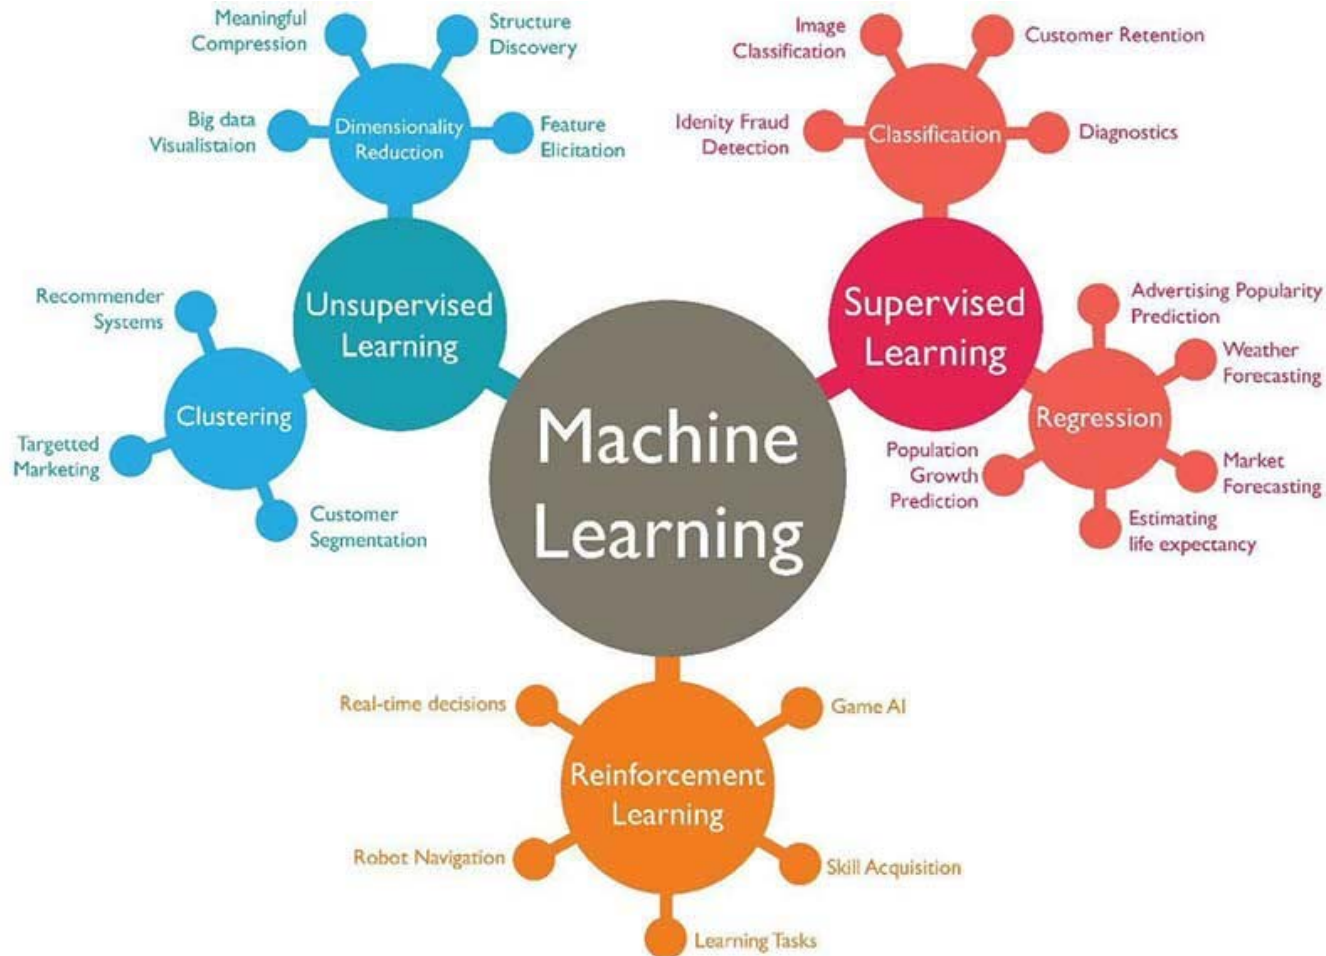 Meaningful
Compression
Structure
Discovery
Big data
Visualistaion
Dimensionality
Reduction
Feature
Elicitation
Image
Classification
Customer Retention
Idenity Fraud
Detection
Classification
Diagnostics
Unsupervised
Learning
Recommender
Systems
Clustering
Targetted
Marketing
Customer
Segmentation
Machine
Learning
Supervised
Learning
Advertising Popularity
Prediction
Weather
Forecasting
Regression
Population
Growth
Prediction
Market
Forecasting
Estimating
life expectancy
Real-time decisions
Game AI
Reinforcement
Learning
Robot Navigation
Skill Acquisition
Learning Tasks